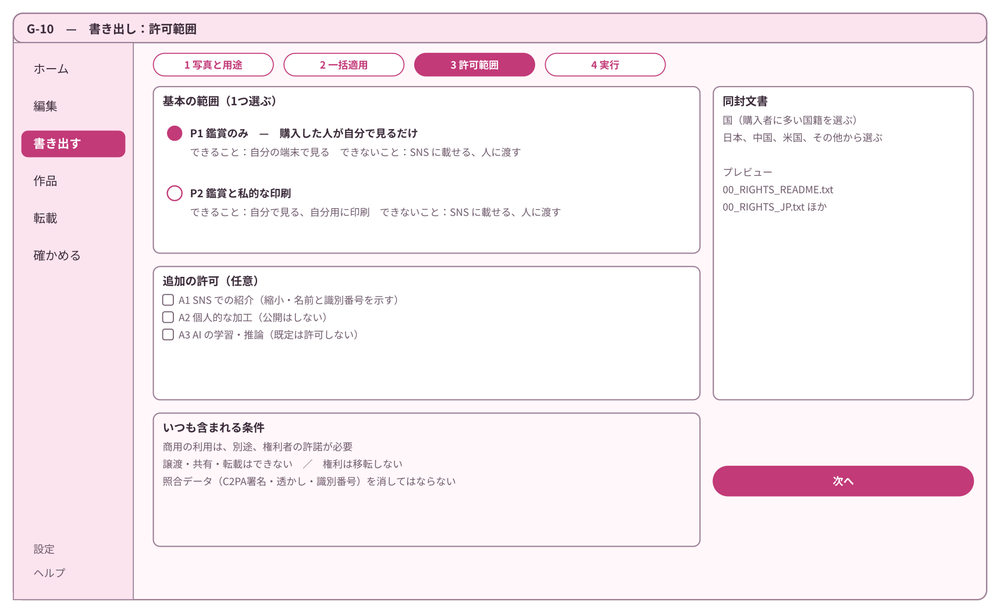 G-10 — 書き出し：許可範囲
ホーム
編集
書き出す
作品
転載
確かめる
設定
ヘルプ
1 写真と用途
2 一括適用
3 許可範囲
4 実行
基本の範囲（1つ選ぶ）
P1 鑑賞のみ — 購入した人が自分で見るだけ
できること：自分の端末で見る できないこと：SNS に載せる、人に渡す
P2 鑑賞と私的な印刷
できること：自分で見る、自分用に印刷 できないこと：SNS に載せる、人に渡す
追加の許可（任意）
A1 SNS での紹介（縮小・名前と識別番号を示す）
A2 個人的な加工（公開はしない）
A3 AI の学習・推論（既定は許可しない）
いつも含まれる条件
商用の利用は、別途、権利者の許諾が必要
譲渡・共有・転載はできない ／ 権利は移転しない
照合データ（C2PA署名・透かし・識別番号）を消してはならない
同封文書
国（購入者に多い国籍を選ぶ）
日本、中国、米国、その他から選ぶ
プレビュー
00_RIGHTS_README.txt
00_RIGHTS_JP.txt ほか
次へ